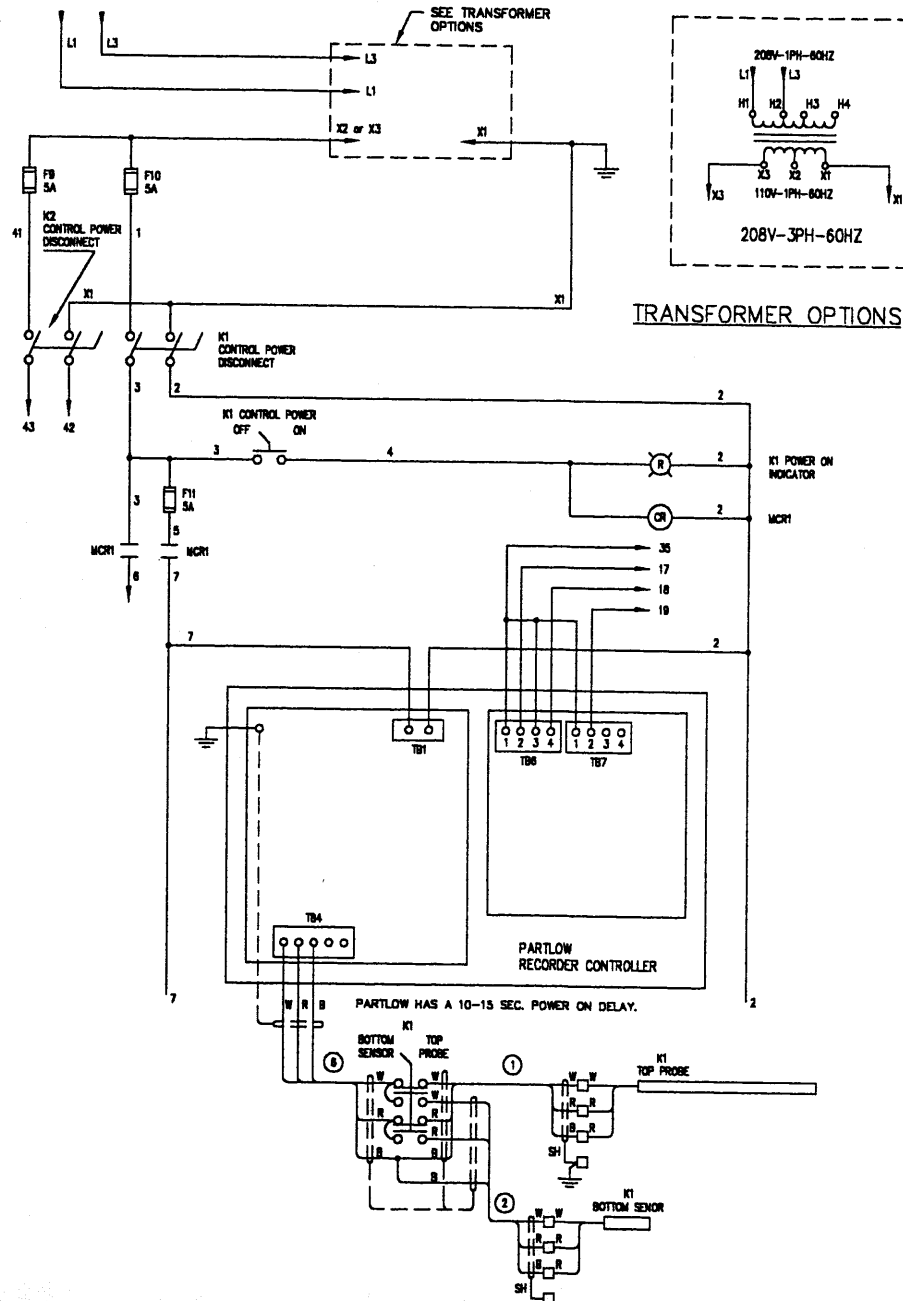 SEE TRANSFORMER
OPTIONS
L1
L3
L3
L1
X2 or X3
X1
208V-1PH-60HZ
L1
L3
H1
H2
H3
H4
X3
X2
X1
X3
X1
110V-1PH-60HZ
208V-3PH-60HZ
TRANSFORMER OPTIONS
F9
5A
F10
5A
K2
CONTROL POWER
DISCONNECT
41
1
X1
X1
K1
CONTROL POWER
DISCONNECT
3
2
2
43
42
K1 CONTROL POWER
OFF
ON
3
4
R
2
K1 POWER ON
INDICATOR
F11
5A
3
CR
2
MCR1
5
MCR1
MCR1
6
7
35
17
18
19
7
2
TB1
1
2
3
4
1
2
3
4
TB6
TB7
TB4
PARTLOW
RECORDER CONTROLLER
7
W
R
B
PARTLOW HAS A 10-15 SEC. POWER ON DELAY.
2
K1
BOTTOM
SENSOR
TOP
PROBE
6
1
K1
TOP PROBE
W
W
W
W
W
R
R
R
R
R
B
R
B
B
B
SH
2
K1
BOTTOM SENOR
W
W
R
R
B
R
SH